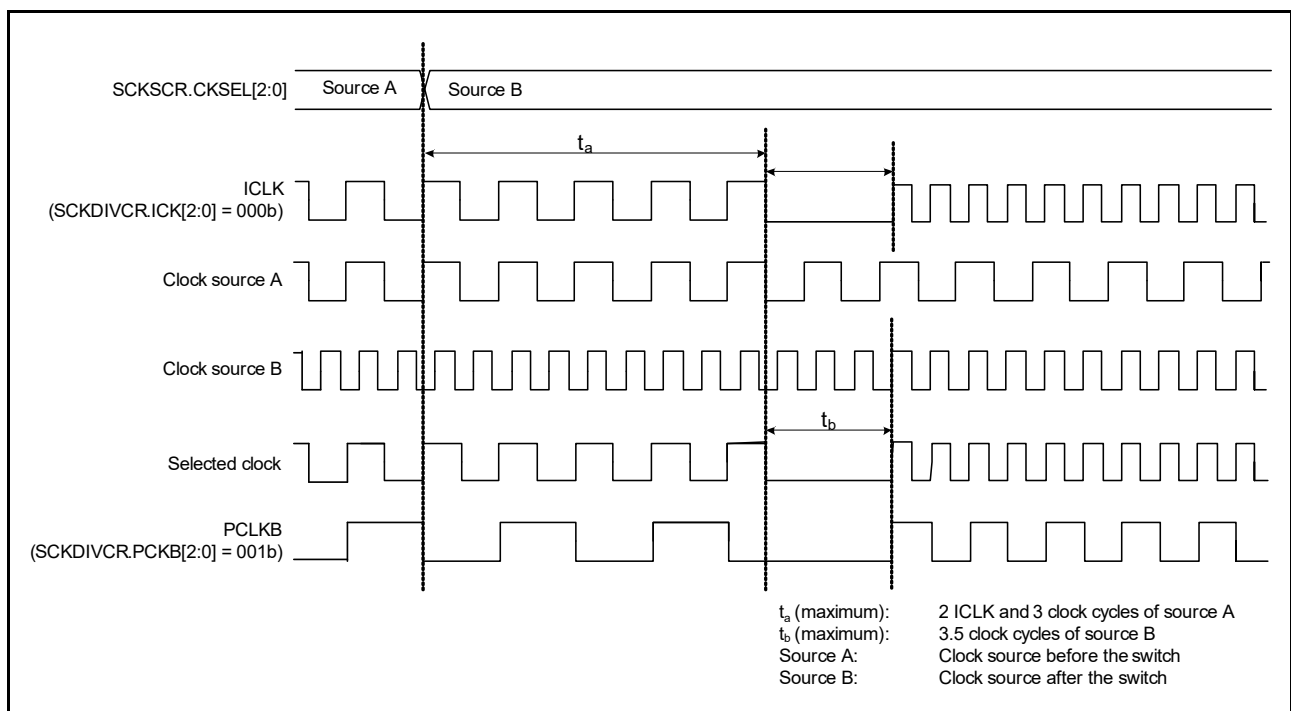 SCKSCR.CKSEL[2:0]
Source A
Source B
ta
ICLK
(SCKDIVCR.ICK[2:0] = 000b)
Clock source A
Clock source B
tb
Selected clock
PCLKB
(SCKDIVCR.PCKB[2:0] = 001b)
ta (maximum): 2 ICLK and 3 clock cycles of source A
tb (maximum): 3.5 clock cycles of source B
Source A: Clock source before the switch
Source B: Clock source after the switch